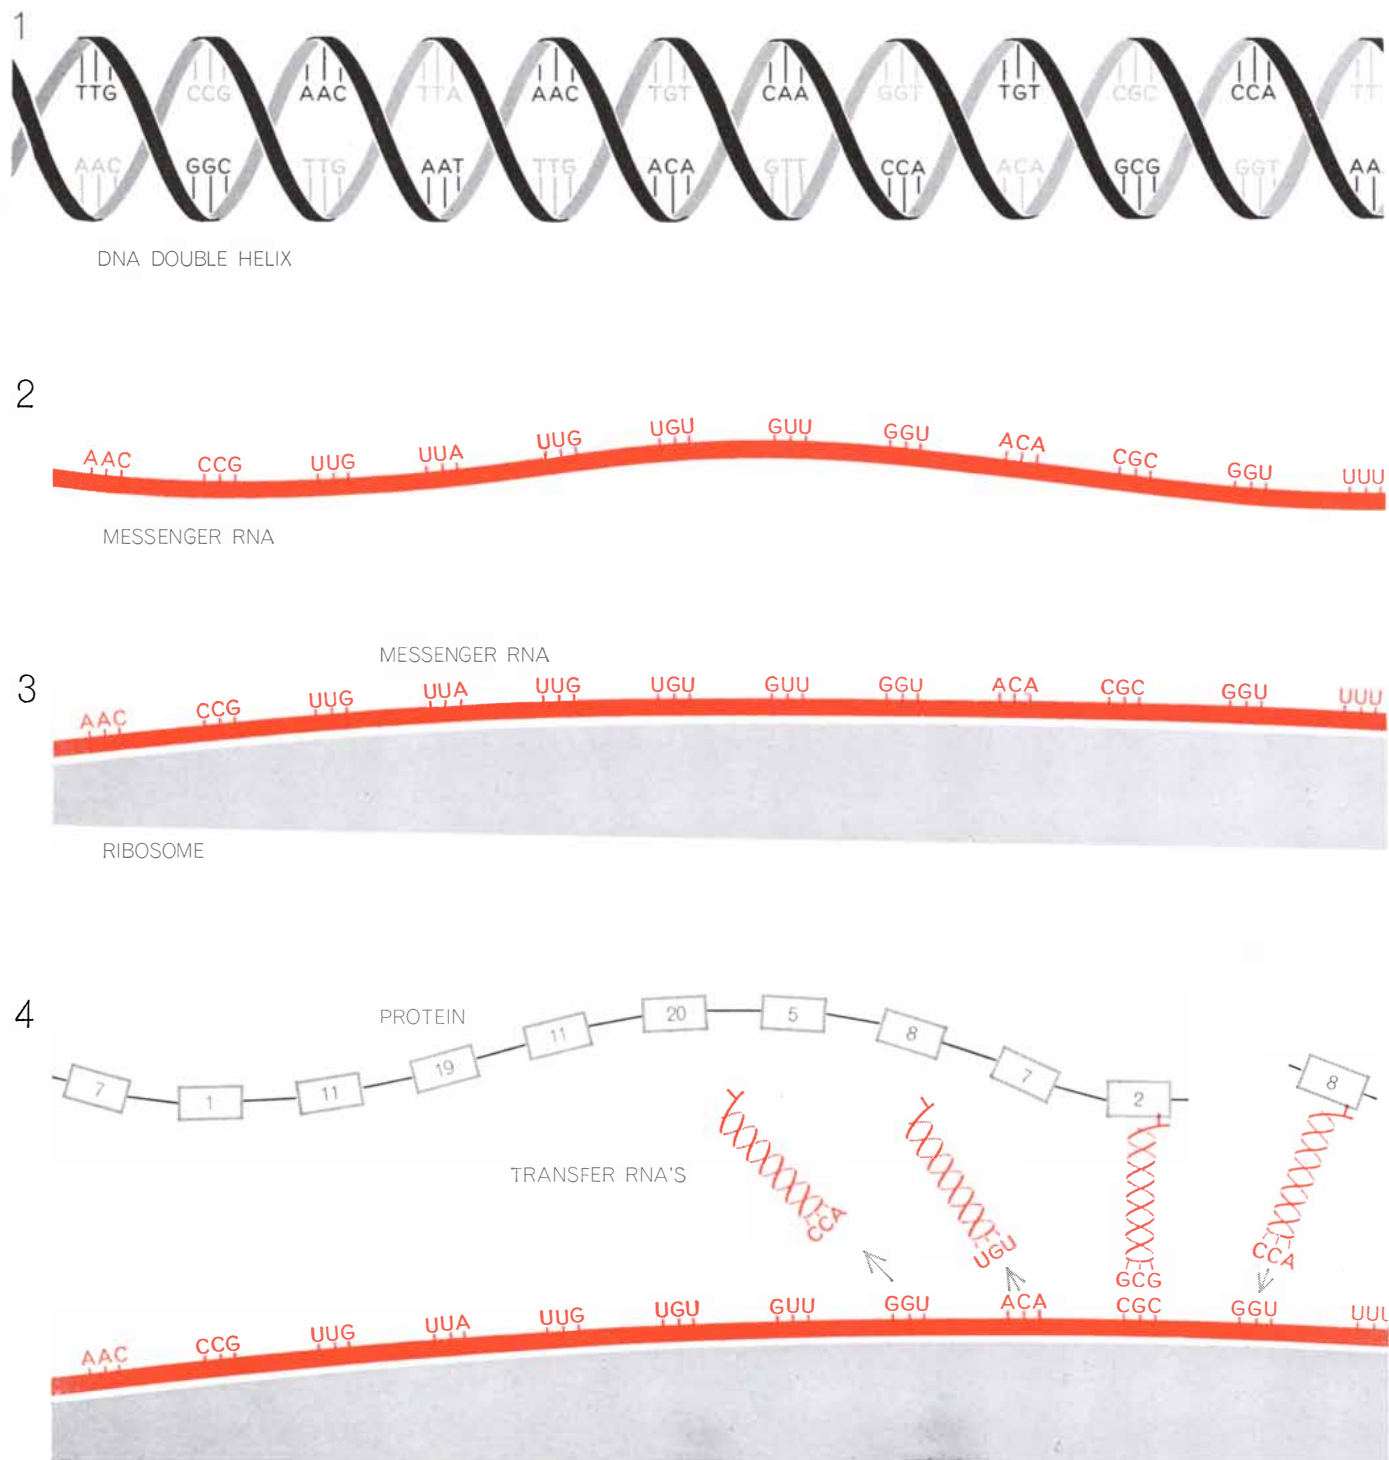 1
TTG CCG AAC TTA AAC TGT CAA GGT TGT CGC CCA TT
AAC GGC TTG AAT TTG ACA GTT CCA ACA GCG GGT AA
DNA DOUBLE HELIX
2
AAC CCG UUG UUA UUG UGU GUU GGU ACA CGC GGU UUU
MESSENGER RNA
MESSENGER RNA
3
AAC CCG UUG UUA UUG UGU GUU GGU ACA CGC GGU UUU
RIBOSOME
4
PROTEIN
7 1 11 19 11 20 5 8 7 2 8
TRANSFER RNA'S
CCA UGU GCG CCA
AAC CCG UUG UUA UUG UGU GUU GGU ACA CGC GGU UUU